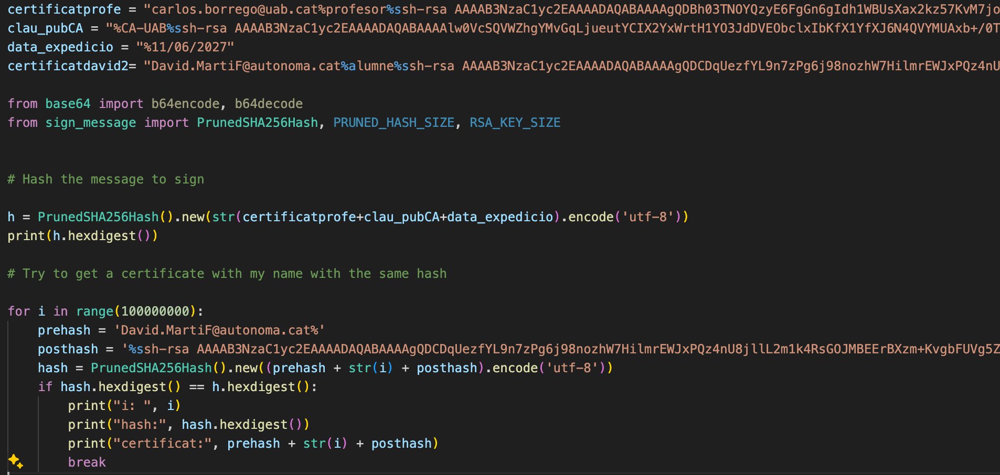 certificatprofe = "carlos.borrego@uab.cat%profesor%ssh-rsa AAAAB3NzaC1yc2EAAAADAQABAAAAgQDBh03TNOYQzyE6FgGn6gIdh1WBUsXax2kz57KvM7jo
clau_pubCA = "%CA-UAB%ssh-rsa AAAAB3NzaC1yc2EAAAADAQABAAAAlw0VcSQVWZhgYMvGqLjueutYCIX2YxWrtH1YO3JdDVEObclxIbKfX1YfXJ6N4QVYMUAxb+/0T
data_expedicio = "%11/06/2027"
certificatdavid2= "David.MartiF@autonoma.cat%alumne%ssh-rsa AAAAB3NzaC1yc2EAAAADAQABAAAAgQDCDqUezfYL9n7zPg6j98nozhW7HilmrEWJxPQz4nU
from base64 import b64encode, b64decode
from sign_message import PrunedSHA256Hash, PRUNED_HASH_SIZE, RSA_KEY_SIZE
# Hash the message to sign
h = PrunedSHA256Hash().new(str(certificatprofe+clau_pubCA+data_expedicio).encode('utf-8'))
print(h.hexdigest())
# Try to get a certificate with my name with the same hash
for i in range(100000000):
    prehash = 'David.MartiF@autonoma.cat%'
    posthash = '%ssh-rsa AAAAB3NzaC1yc2EAAAADAQABAAAAgQDCDqUezfYL9n7zPg6j98nozhW7HilmrEWJxPQz4nU8jllL2m1k4RsGOJMBEErBXzm+KvgbFUVg5Z
    hash = PrunedSHA256Hash().new((prehash + str(i) + posthash).encode('utf-8'))
    if hash.hexdigest() == h.hexdigest():
        print("i: ", i)
        print("hash:", hash.hexdigest())
        print("certificat:", prehash + str(i) + posthash)
        break